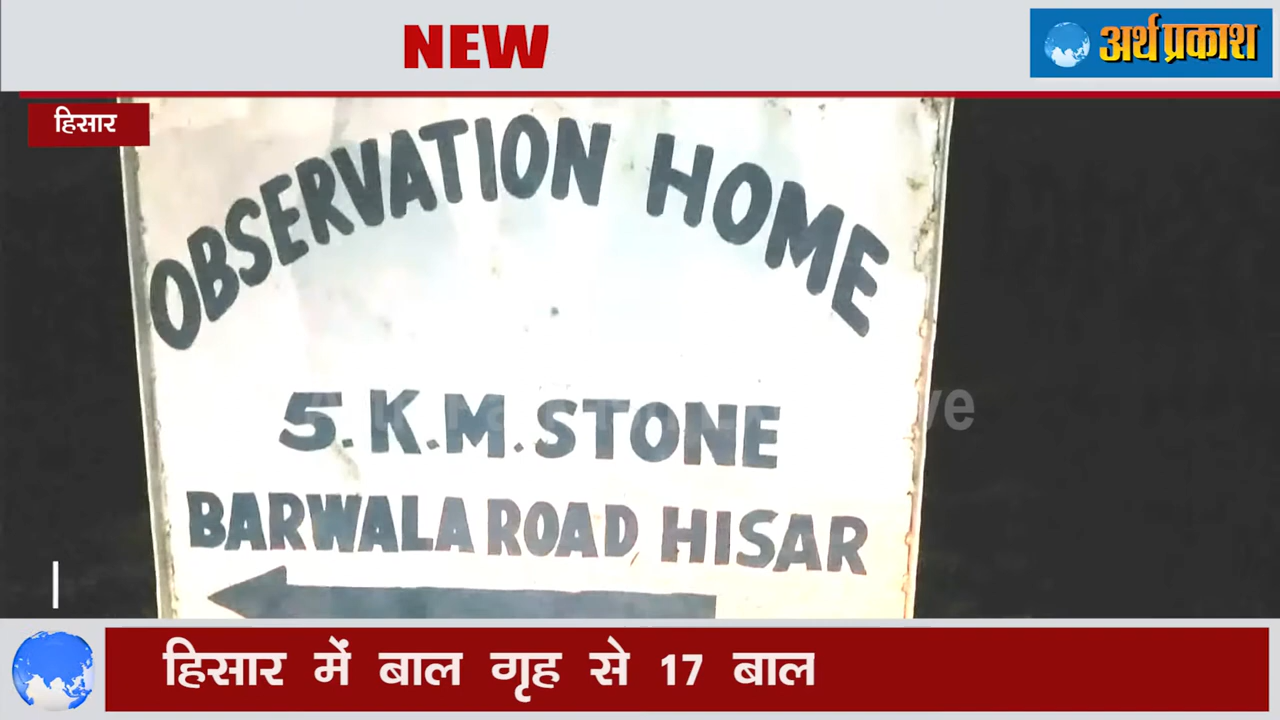 NEW
अर्थ प्रकाश
हिसार
OBSERVATION HOME
5.K.M.STONE
BARWALA ROAD HISAR
हिसार में बाल गृह से 17 बाल